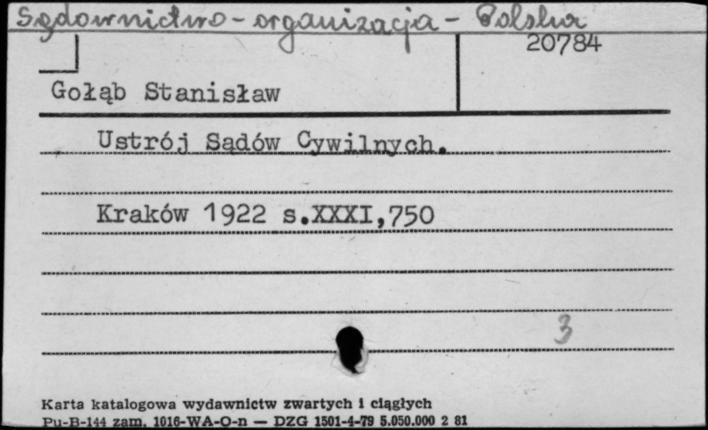 Sądownictwo - organizacja - Polska
20784
Gołąb Stanisław
Ustrój Sądów Cywilnych.
Kraków 1922 s.XXXI,750
3
Karta katalogowa wydawnictw zwartych i ciągłych
Pu-B-144 zam. 1016-WA-O-n — DZG 1501-4-79 5.050.000 2 81